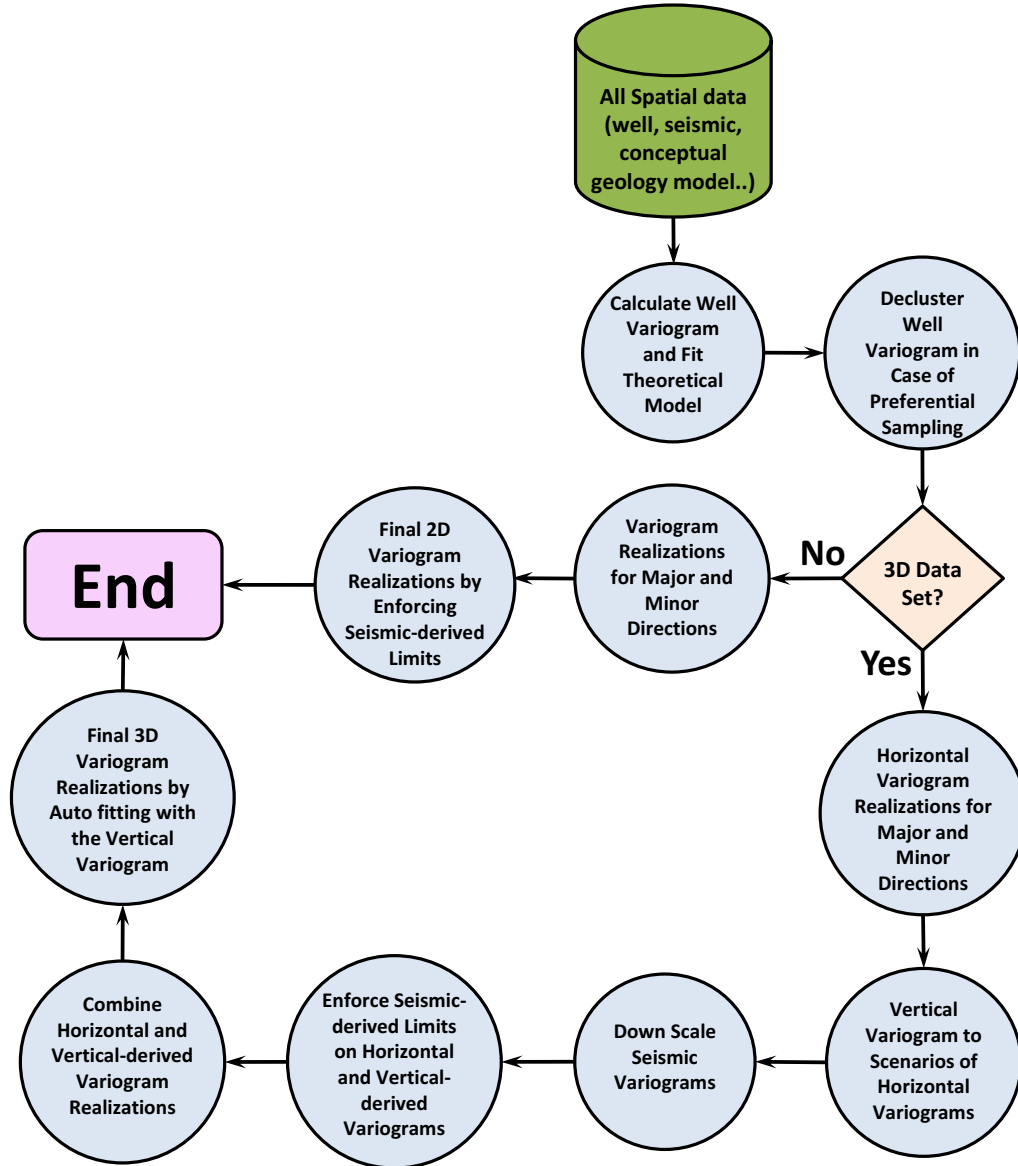 All Spatial data
(well, seismic,
conceptual
geology model..)
Calculate Well
Variogram
and Fit
Theoretical
Model
Decluster
Well
Variogram in
Case of
Preferential
Sampling
3D Data
Set?
No
Yes
Variogram
Realizations
for Major and
Minor
Directions
Final 2D
Variogram
Realizations by
Enforcing
Seismic-derived
Limits
End
Horizontal
Variogram
Realizations for
Major and
Minor
Directions
Vertical
Variogram to
Scenarios of
Horizontal
Variograms
Down Scale
Seismic
Variograms
Enforce Seismic-
derived Limits
on Horizontal
and Vertical-
derived
Variograms
Combine
Horizontal and
Vertical-derived
Variogram
Realizations
Final 3D
Variogram
Realizations by
Auto fitting with
the Vertical
Variogram